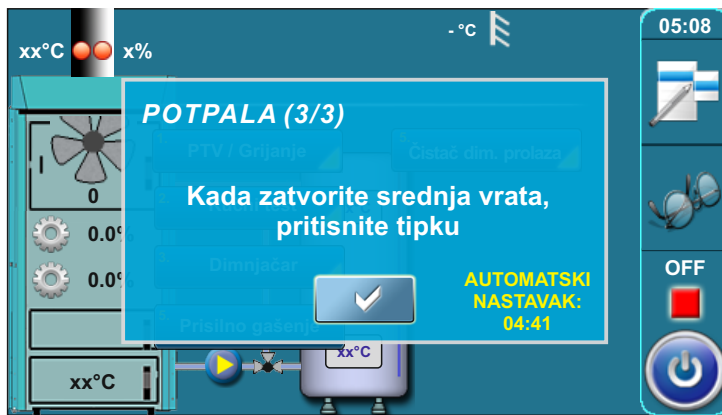 - °C
05:08
xx°C
x%
POTPALA (3/3)
PTV / Grijanje
Čistač dim. prolaza
0
Kada zatvorite srednja vrata,
pritisnite tipku
0.0%
Dimnjačar
OFF
0.0%
AUTOMATSKI
NASTAVAK:
04:41
5.
Prisilno gašenje
xx°C
xx°C